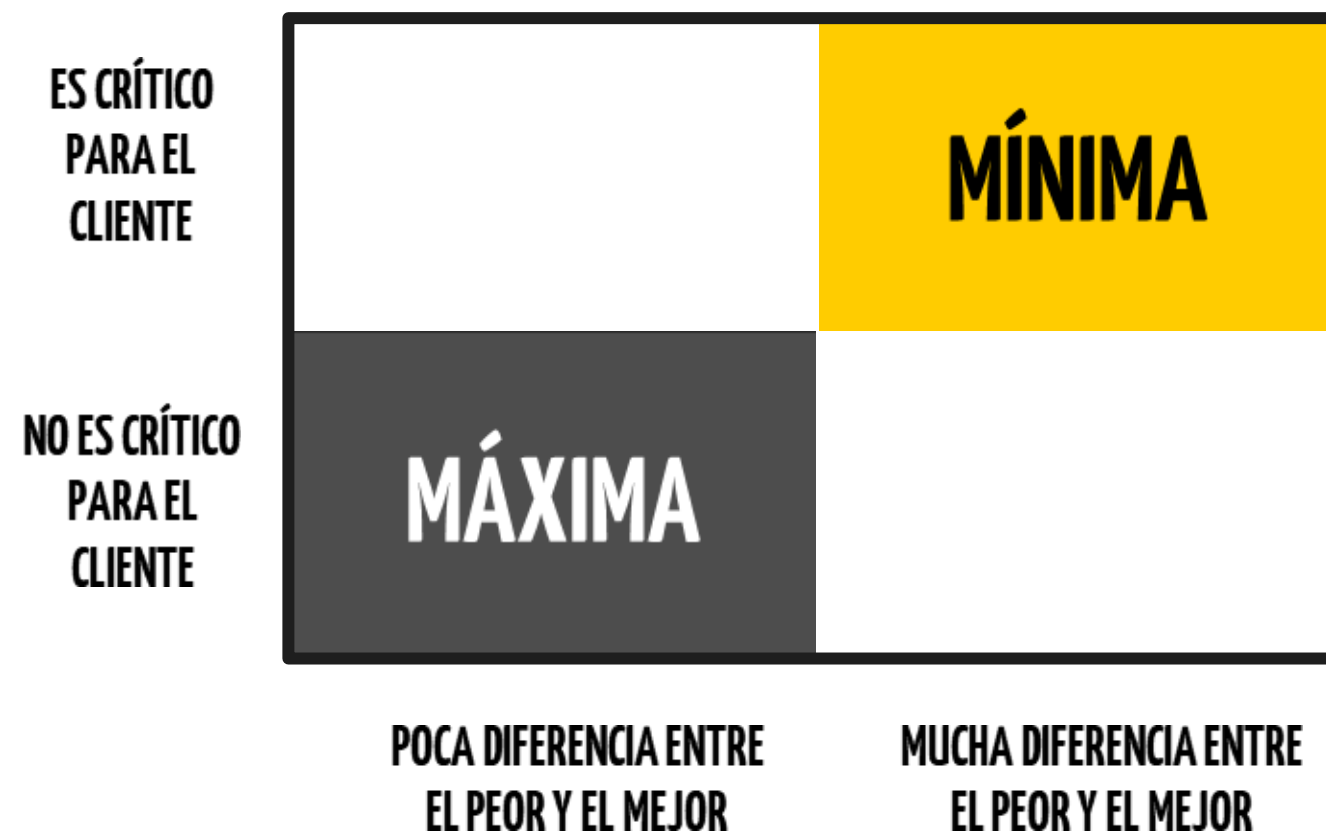 ES CRÍTICO
PARA EL
CLIENTE
MÍNIMA
NO ES CRÍTICO
PARA EL
CLIENTE
MÁXIMA
POCA DIFERENCIA ENTRE
EL PEOR Y EL MEJOR
MUCHA DIFERENCIA ENTRE
EL PEOR Y EL MEJOR